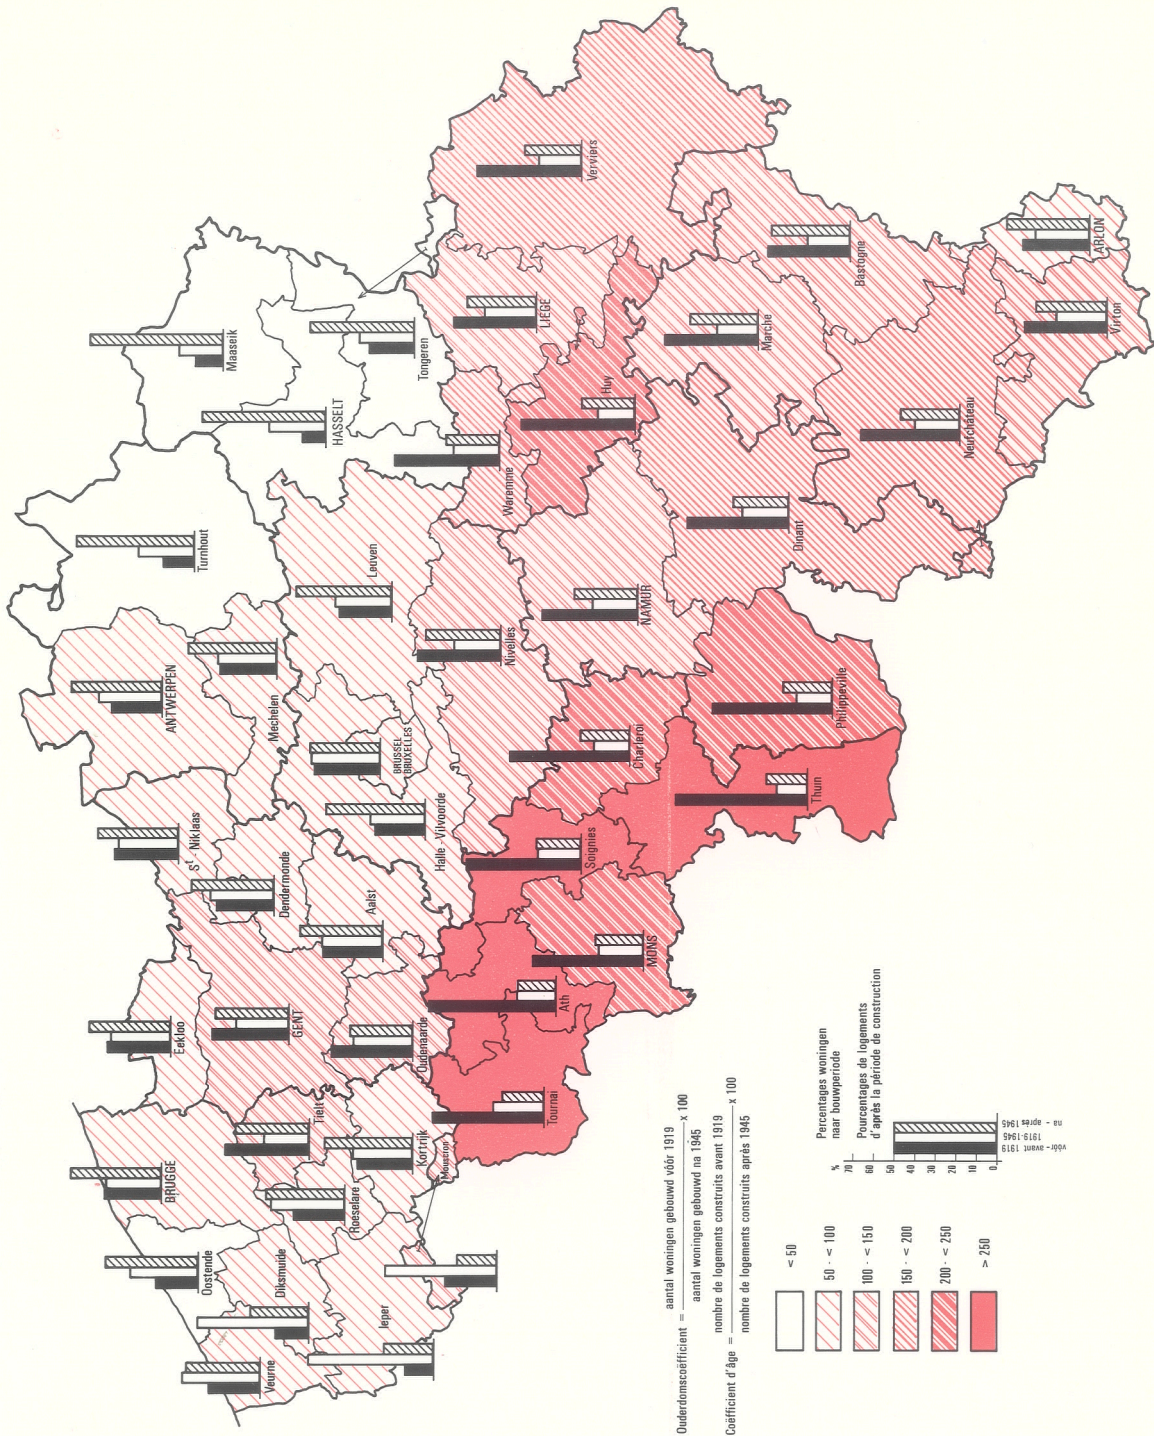 Maaseik
HASSELT
Tongeren
Turnhout
ANTWERPEN
Mechelen
Leuven
BRUSSEL
BRUXELLES
Halle - Vilvoorde
St - Niklaas
Dendermonde
Aalst
Eekloo
GENT
Oudenaarde
BRUGGE
Tielt
Roeselare
Kortrijk
Mouscron
Oostende
Diksmuide
Ieper
Veurne
Verviers
LIEGE
Waremme
Huy
Nivelles
NAMUR
Charleroi
Philippeville
Thuin
Soignies
MONS
Ath
Tournai
Dinant
Marche
Bastogne
Neufchâteau
ARLON
Virton
Ouderdomscoëfficient = aantal woningen gebouwd vóór 1919
aantal woningen gebouwd na 1945
x 100
Coëfficient d'âge = nombre de logements construits avant 1919
nombre de logements construits après 1945
x 100
< 50
50 - < 100
100 - < 150
150 - < 200
200 - < 250
> 250
Percentages woningen
naar bouwperiode
Pourcentages de logements
d'après la période de construction
%
70
60
50
40
30
20
10
0
vóór - avant 1919
1919-1945
na - après 1945